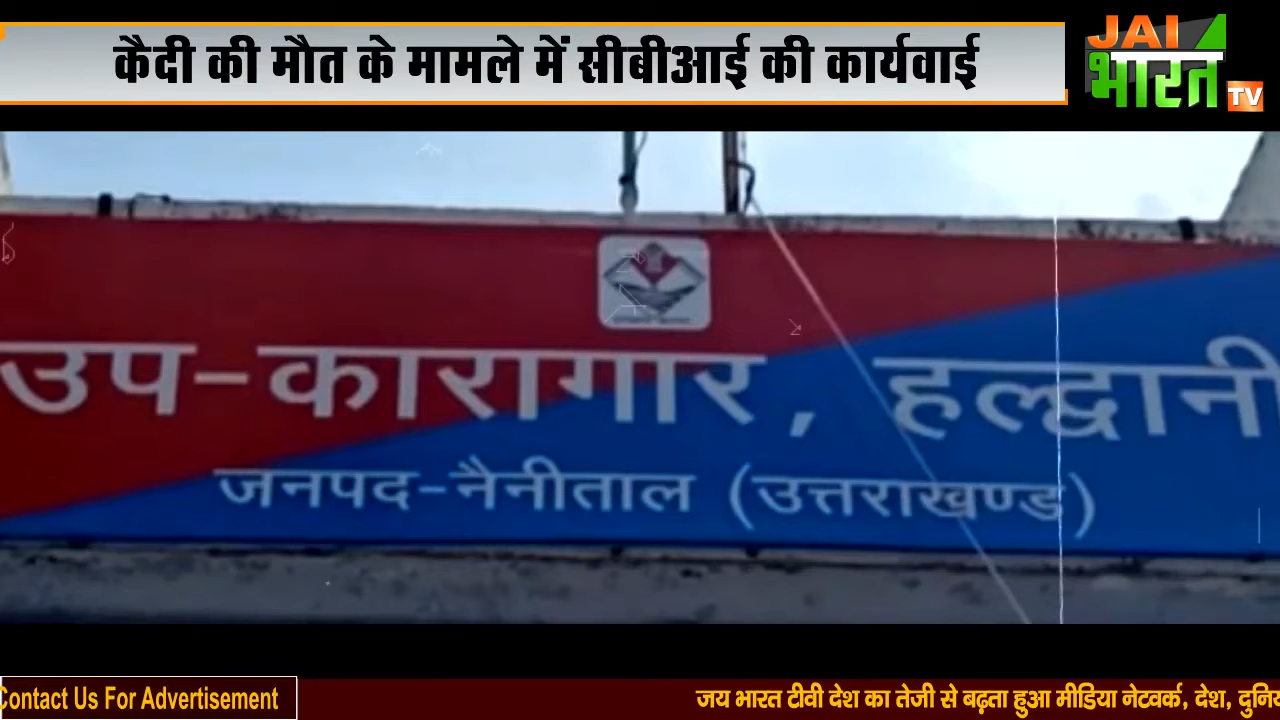 कैदी की मौत के मामले में सीबीआई की कार्यवाई
JAI
भारत
TV
उप-कारागार, हल्द्वानी
जनपद-नैनीताल (उत्तराखण्ड)
Contact Us For Advertisement
जय भारत टीवी देश का तेजी से बढ़ता हुआ मीडिया नेटवर्क, देश,